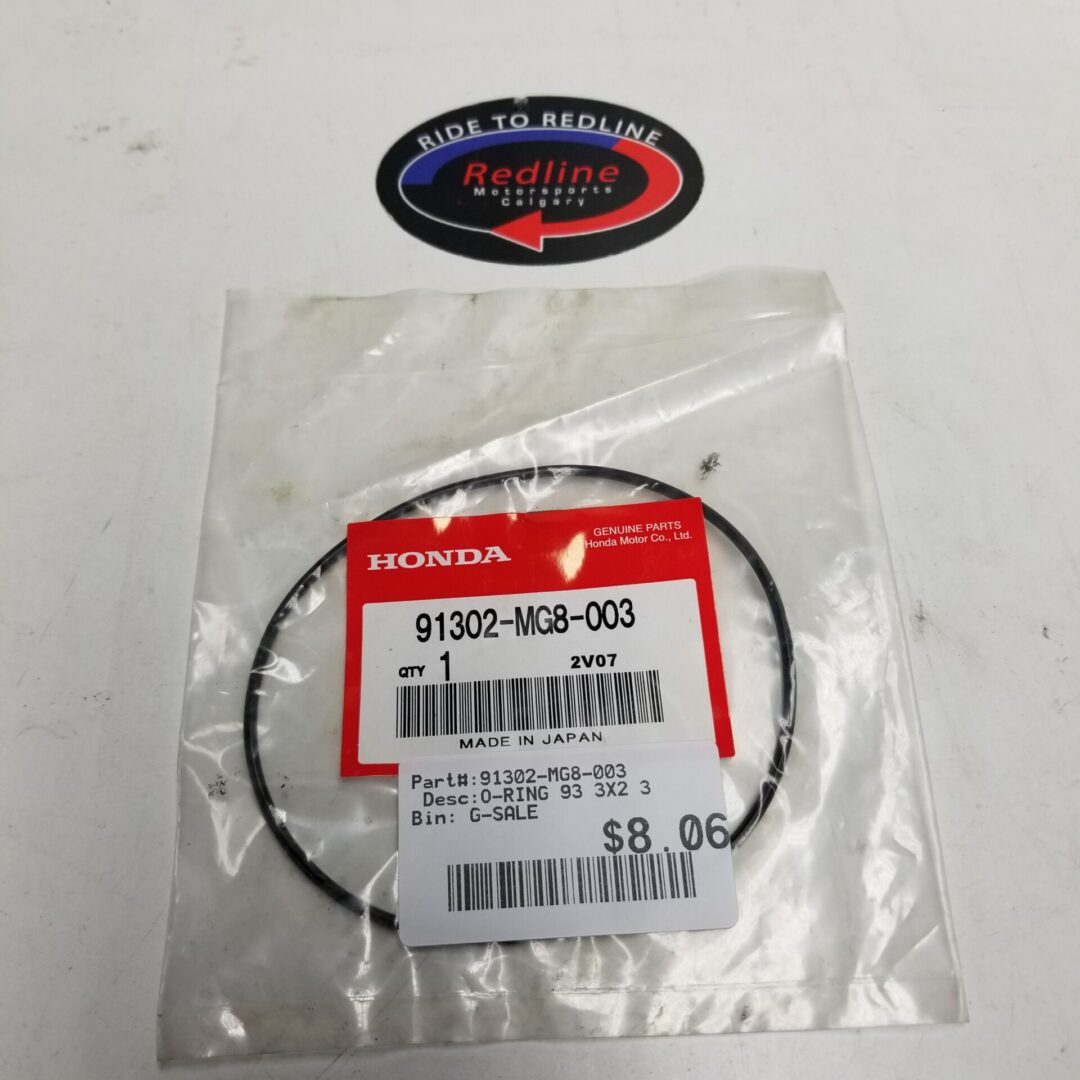 RIDE TO REDLINE
Redline
Motorsports
Calgary
HONDA
GENUINE PARTS
Honda Motor Co., Ltd.
91302-MG8-003
QTY 1 2V07
MADE IN JAPAN
Part#:91302-MG8-003
Desc:O-RING 93 3X2 3
Bin: G-SALE
$8.06